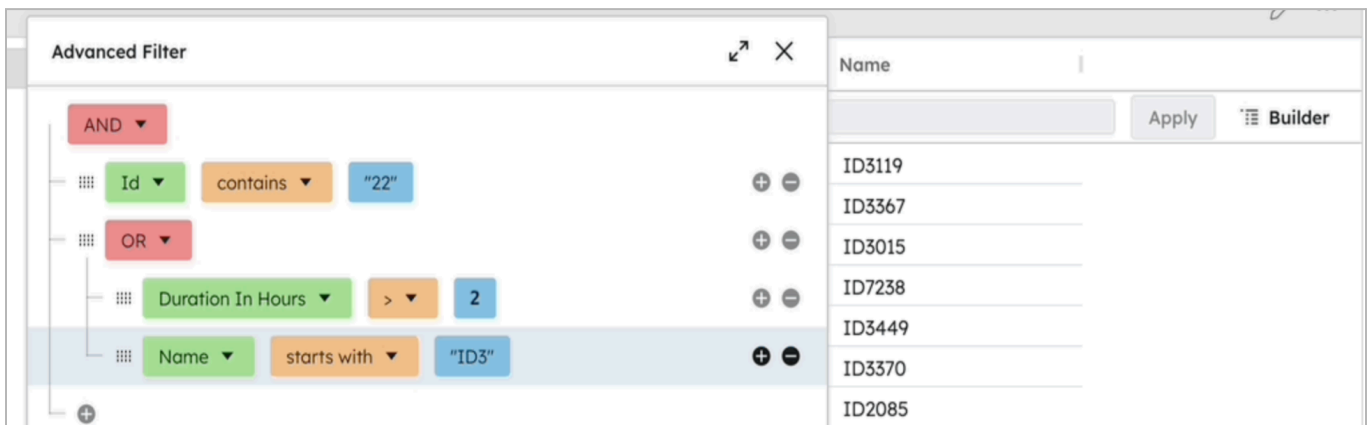 Advanced Filter
Name
AND
Apply
Builder
Id contains "22"
ID3119
ID3367
OR
ID3015
Duration In Hours > 2
ID7238
ID3449
Name starts with "ID3"
ID3370
ID2085